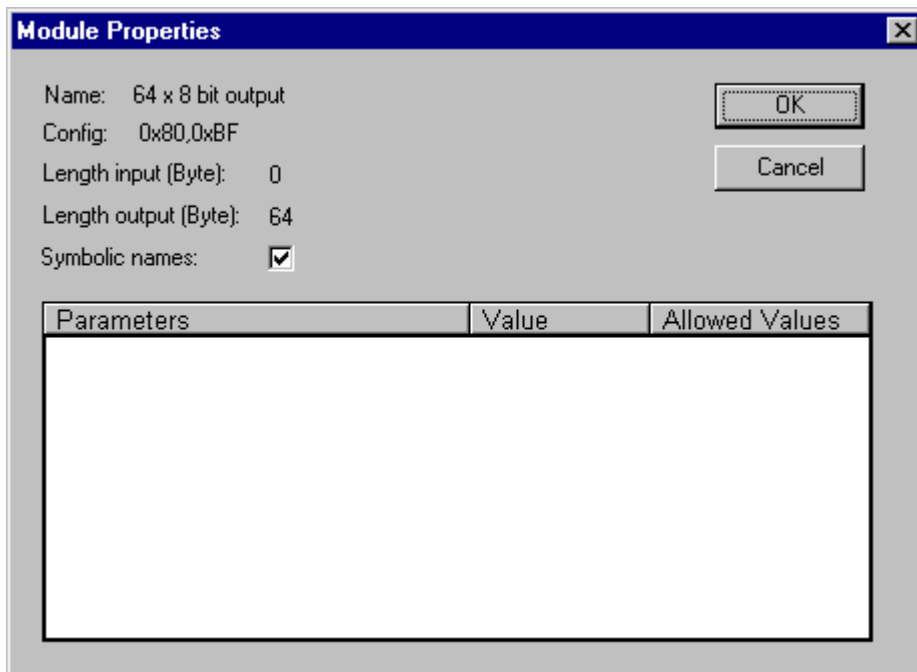 Module Properties
Name: 64 x 8 bit output
OK
Config: 0x80,0xBF
Length input (Byte): 0
Cancel
Length output (Byte): 64
Symbolic names:
Parameters Value Allowed Values